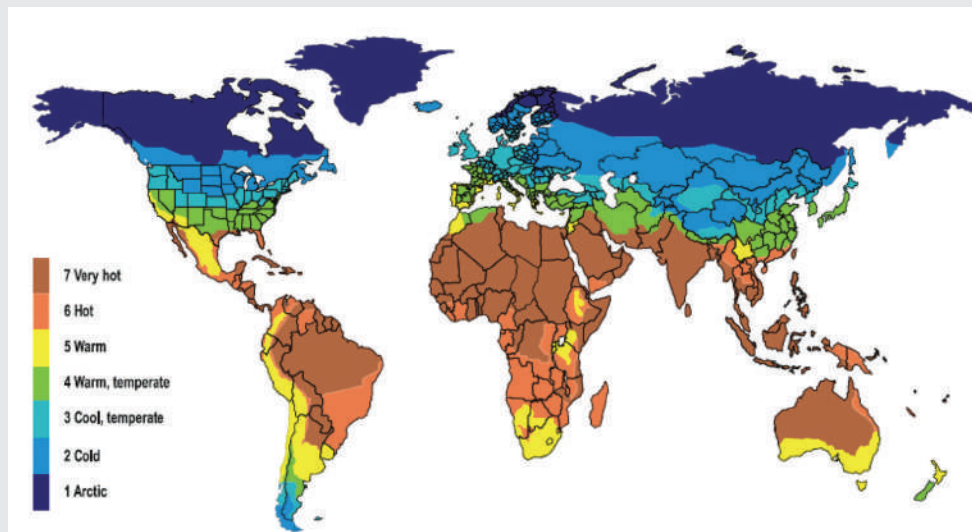 7 Very hot
6 Hot
5 Warm
4 Warm, temperate
3 Cool, temperate
2 Cold
1 Arctic